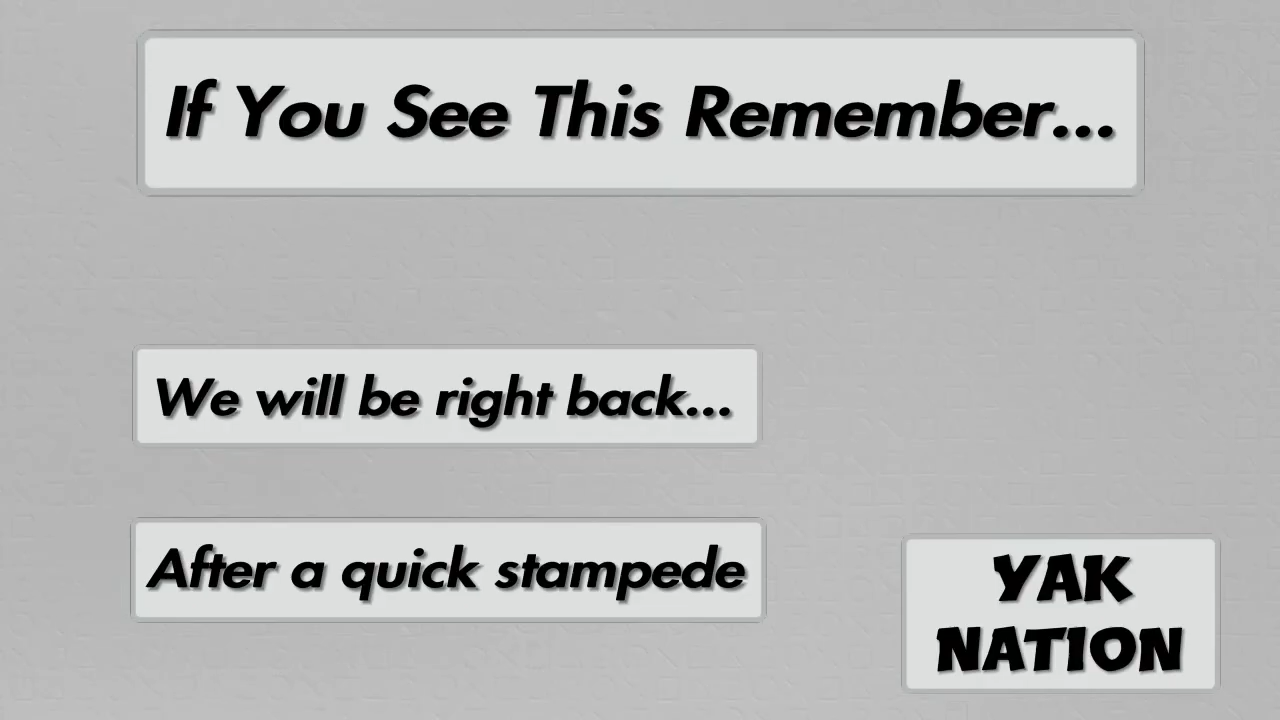 If You See This Remember...
We will be right back...
After a quick stampede
YAK
NATION